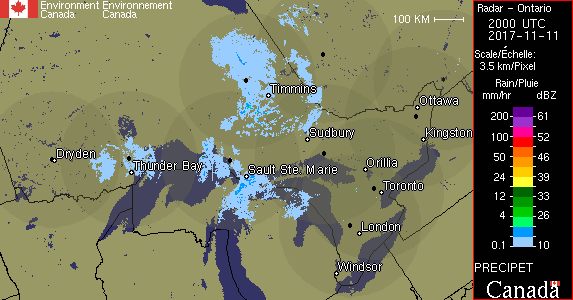 Environment Environnement
Canada Canada
100 KM
Timmins
Ottawa
Sudbury
Kingston
Dryden
Thunder Bay
Sault Ste. Marie
Orillia
Toronto
London
Windsor
Radar - Ontario
2000 UTC
2017-11-11
Scale/Échelle:
3.5 km/Pixel
Rain/Pluie
mm/hr dBZ
200 61
100 52
50 46
24 39
12 33
4 26
0.1 10
PRECIPET
Canada